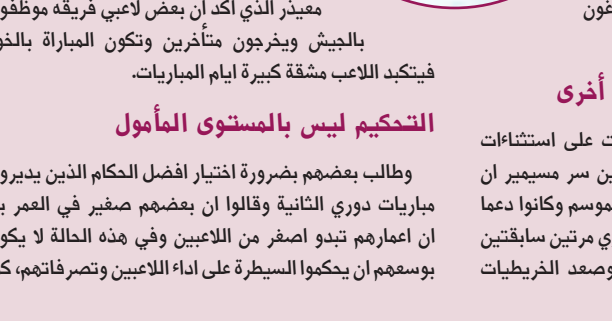 غون
أخرى
ت على استثناءات
ين سر مسيمير ان
موسم وكانوا دعما
ي مرتين سابقتين
وصعد الخريطيات
معيذر الذي اكد ان بعض لاعبي فريقه موظفو
بالجيش ويخرجون متأخرين وتكون المباراة بالخو
فيتكبد اللاعب مشقة كبيرة ايام المباريات.
التحكيم ليس بالمستوى المأمول
وطالب بعضهم بضرورة اختيار افضل الحكام الذين يديرو
مباريات دوري الثانية وقالوا ان بعضهم صغير في العمر ب
ان اعمارهم تبدو اصغر من اللاعبين وفي هذه الحالة لا يكو
بوسعهم ان يحكموا السيطرة على اداء اللاعبين وتصرفاتهم، ك